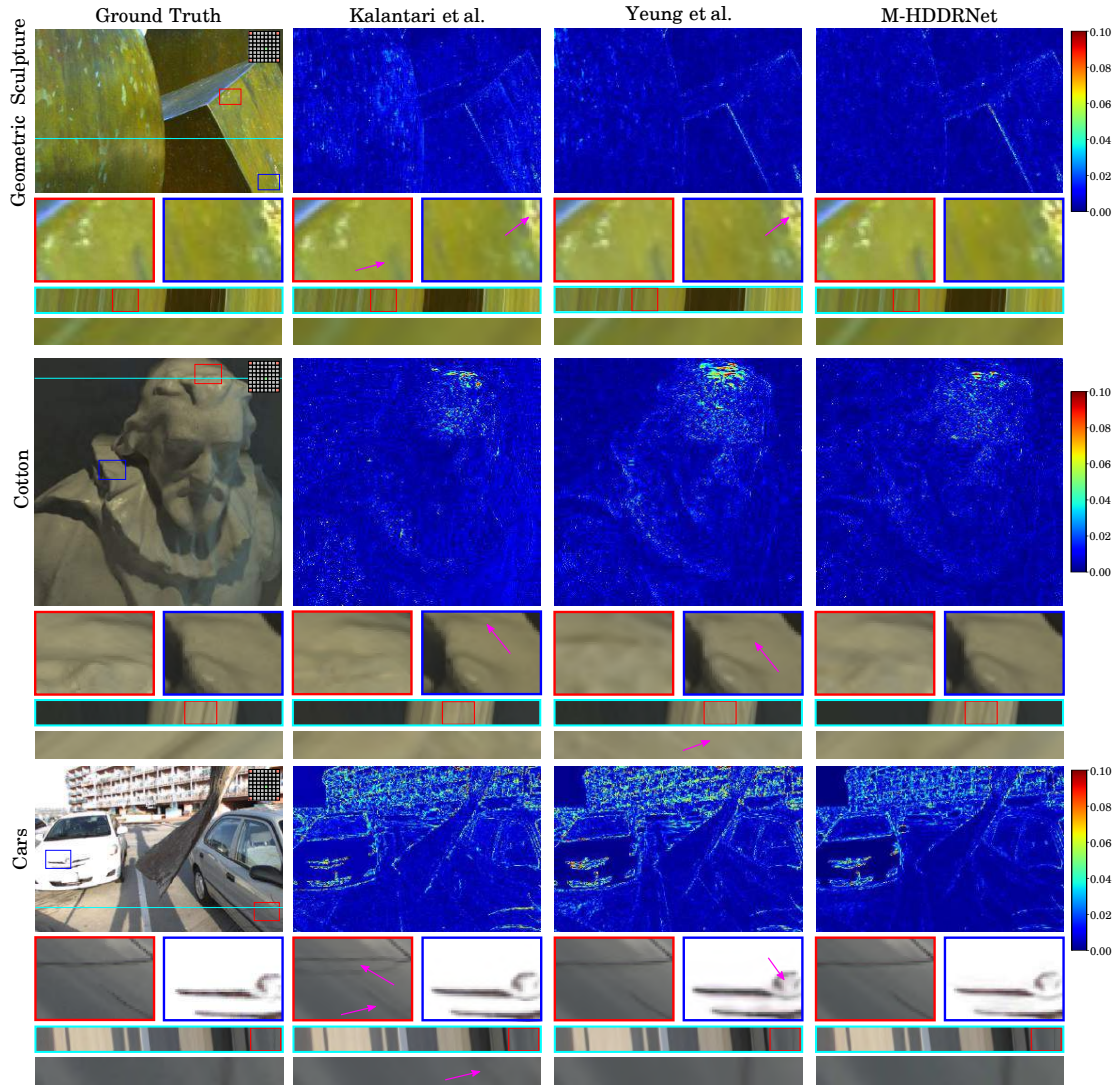 Ground Truth
Kalantari et al.
Yeung et al.
M-HDDRNet
Geometric Sculpture
0.10
0.08
0.06
0.04
0.02
0.00
Cotton
0.10
0.08
0.06
0.04
0.02
0.00
Cars
0.10
0.08
0.06
0.04
0.02
0.00